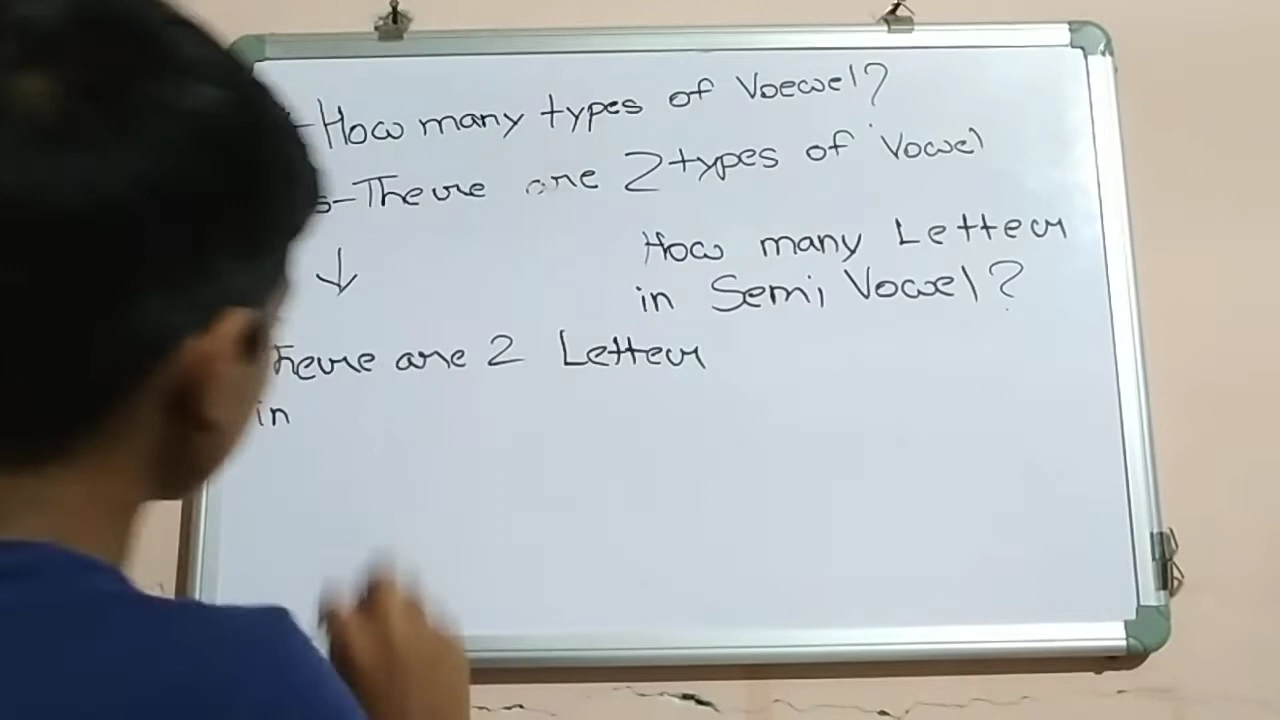 How many types of Voewel?
s-There are 2 types of Vowel
How many Letter
in Semi Vowel?
↓
here are 2 Letter
in